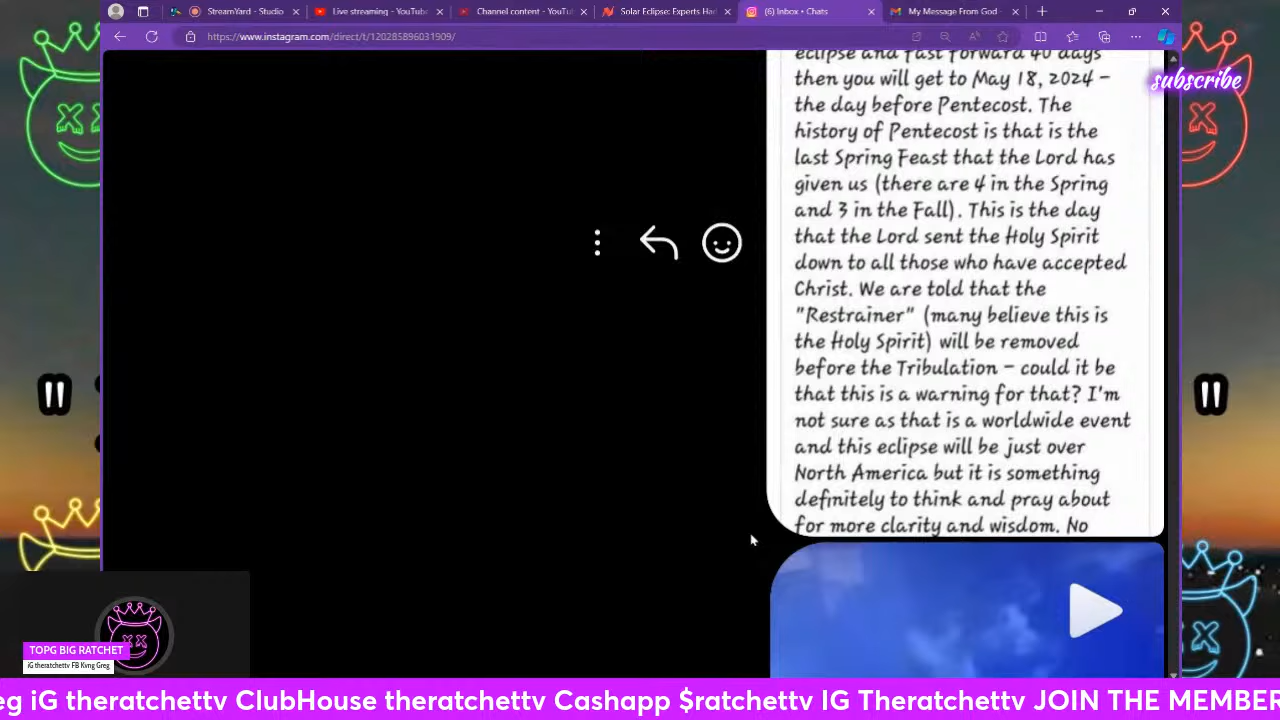 StreamYard - Studio
Live streaming - YouTube
Channel content - YouTu
Solar Eclipse: Experts Har
(6) Inbox • Chats
My Message From God -
https://www.instagram.com/direct/t/120285896031909/
subscribe
eclipse and fast forward 40 days
then you will get to May 18, 2024 -
the day before Pentecost. The
history of Pentecost is that is the
last Spring Feast that the Lord has
given us (there are 4 in the Spring
and 3 in the Fall). This is the day
that the Lord sent the Holy Spirit
down to all those who have accepted
Christ. We are told that the
"Restrainer" (many believe this is
the Holy Spirit) will be removed
before the Tribulation - could it be
that this is a warning for that? I'm
not sure as that is a worldwide event
and this eclipse will be just over
North America but it is something
definitely to think and pray about
for more clarity and wisdom. No
TOPG BIG RATCHET
iG theratchettv FB Kvng Greg
eg iG theratchettv ClubHouse theratchettv Cashapp $ratchettv IG Theratchettv JOIN THE MEMBER